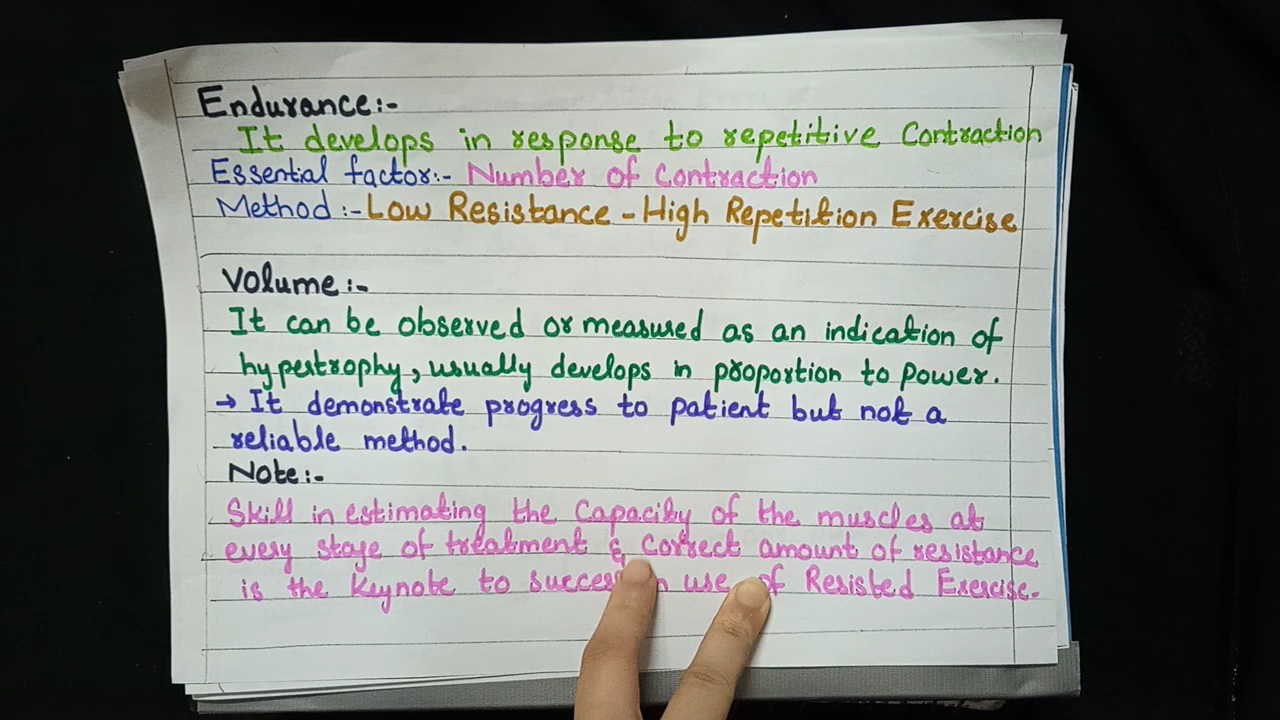 Endurance:-
It develops in response to repetitive Contraction
Essential factor:- Number of Contraction
Method:- Low Resistance - High Repetition Exercise
Volume:-
It can be observed or measured as an indication of
hypestrophy, usually develops in proportion to power.
→ It demonstrate progress to patient but not a
reliable method.
Note:-
Skill in estimating the Capacity of the muscles at
every stage of treatment & Correct amount of resistance
is the Keynote to use of Resisted Exercise.